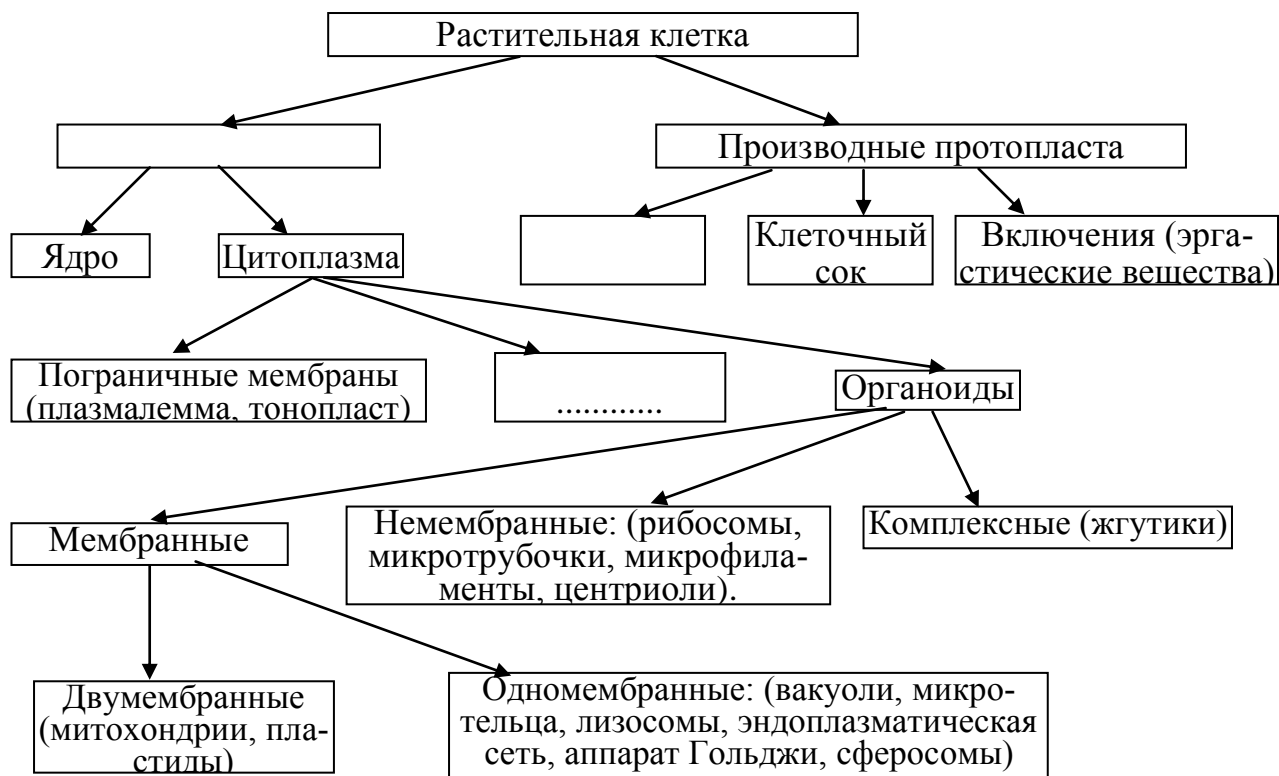 Растительная клетка
Производные протопласта
Ядро
Цитоплазма
Клеточный
сок
Включения (эрга-
стические вещества)
Пограничные мембраны
(плазмалемма, тонопласт)
............
Органоиды
Мембранные
Немембранные: (рибосомы,
микротрубочки, микрофила-
менты, центриоли).
Комплексные (жгутики)
Двумембранные
(митохондрии, пла-
стиды)
Одномембранные: (вакуоли, микро-
тельца, лизосомы, эндоплазматическая
сеть, аппарат Гольджи, сферосомы)